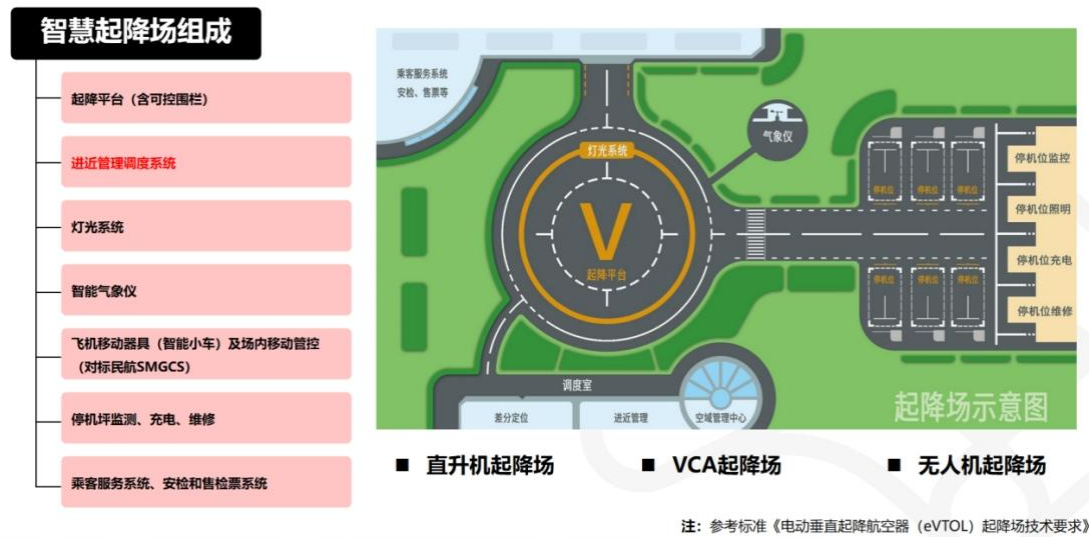 智慧起降场组成
起降平台（含可控围栏）
进近管理调度系统
灯光系统
智能气象仪
飞机移动器具（智能小车）及场内移动管控
（对标民航SMGCS）
停机坪监测、充电、维修
乘客服务系统、安检和售检票系统
乘客服务系统
安检、售票等
灯光系统
气象仪
V
起降平台
停机位 停机位 停机位
停机位 停机位 停机位
停机位监控
停机位照明
停机位充电
停机位维修
调度室
差分定位
进近管理
空域管理中心
起降场示意图
■ 直升机起降场
■ VCA起降场
■ 无人机起降场
注：参考标准《电动垂直起降航空器（eVTOL）起降场技术要求》